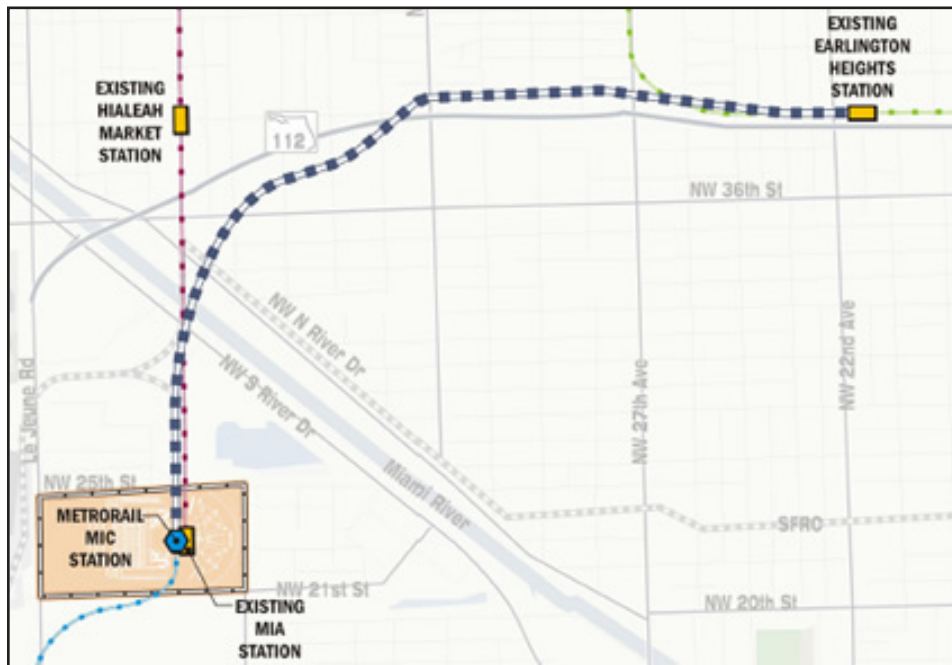 EXISTING
EARLINGTON
HEIGHTS
STATION
EXISTING
HIALEAH
MARKET
STATION
112
NW 36th St
NW N River Dr
NW S River Dr
Le Jeune Rd
NW 27th Ave
NW 22nd Ave
Miami River
NW 25th St
METRORAIL
MIC
STATION
SFRC
NW 21st St
NW 20th St
EXISTING
MIA
STATION